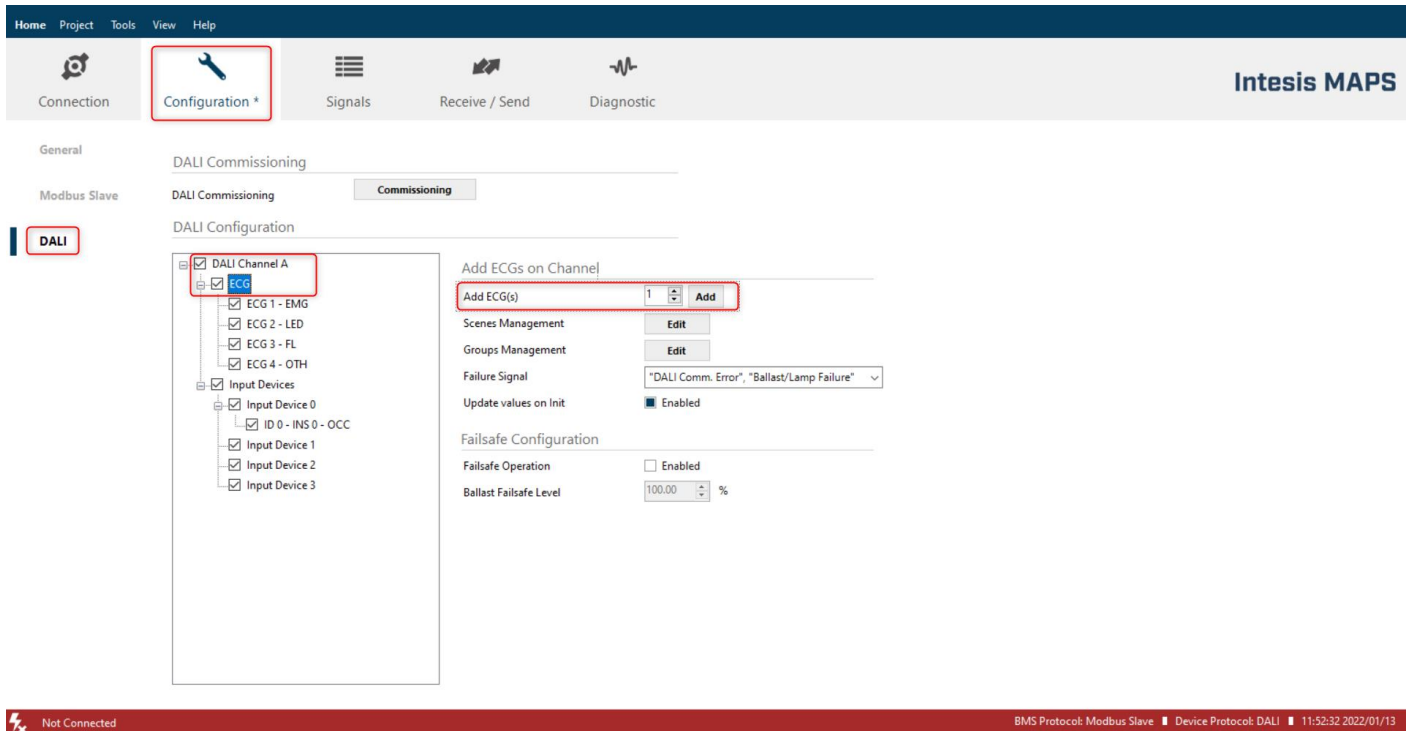 Home Project Tools View Help
Connection
Configuration *
Signals
Receive / Send
Diagnostic
Intesis MAPS
General
Modbus Slave
DALI
DALI Commissioning
DALI Commissioning Commissioning
DALI Configuration
DALI Channel A
ECG
ECG 1 - EMG
ECG 2 - LED
ECG 3 - FL
ECG 4 - OTH
Input Devices
Input Device 0
ID 0 - INS 0 - OCC
Input Device 1
Input Device 2
Input Device 3
Add ECGs on Channel
Add ECG(s) 1 Add
Scenes Management Edit
Groups Management Edit
Failure Signal "DALI Comm. Error", "Ballast/Lamp Failure"
Update values on Init Enabled
Failsafe Configuration
Failsafe Operation Enabled
Ballast Failsafe Level 100.00 %
Not Connected
BMS Protocol: Modbus Slave Device Protocol: DALI 11:52:32 2022/01/13